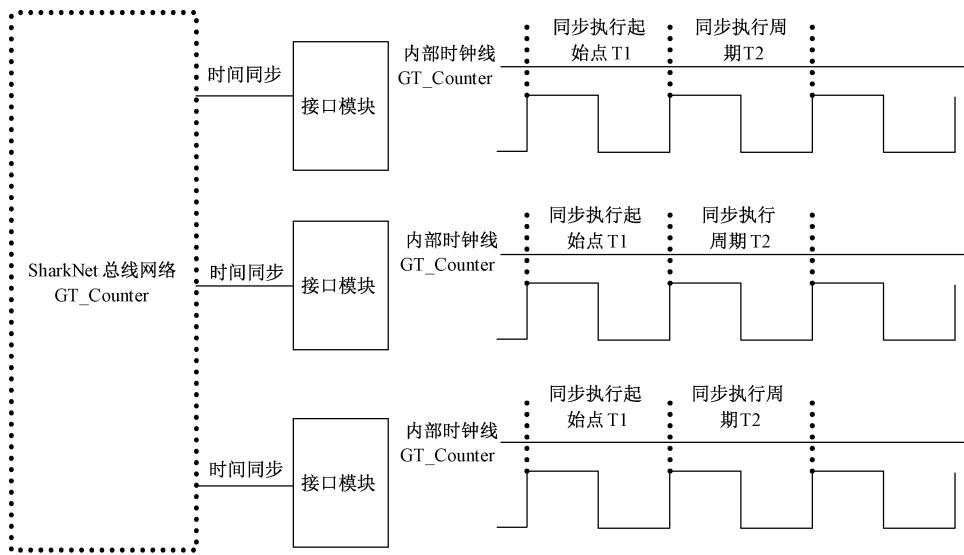 SharkNet 总线网络
GT_Counter
时间同步
接口模块
内部时钟线
GT_Counter
同步执行起
始点 T1
同步执行周
期T2
时间同步
接口模块
内部时钟线
GT_Counter
同步执行起
始点 T1
同步执行
周期 T2
时间同步
接口模块
内部时钟线
GT_Counter
同步执行起
始点 T1
同步执行周
期T2